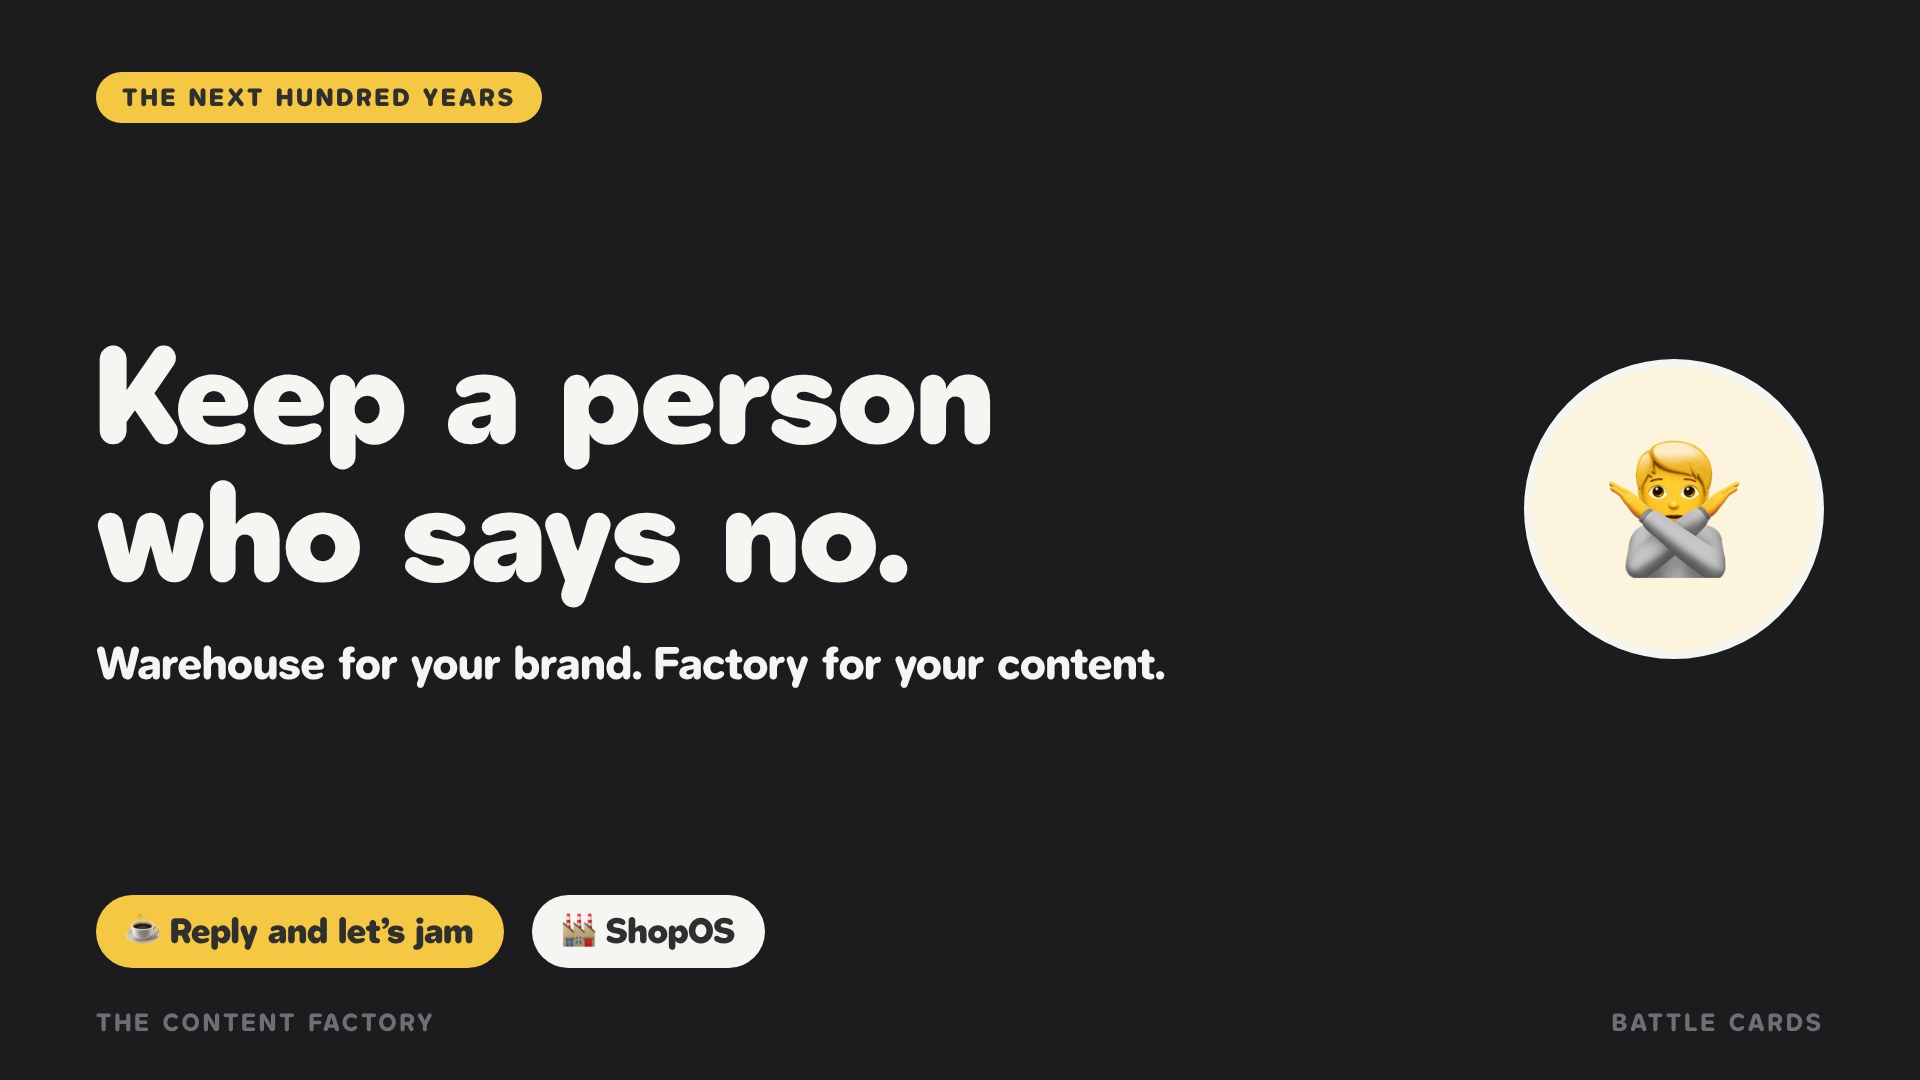 THE NEXT HUNDRED YEARS
Keep a person
who says no.
Warehouse for your brand. Factory for your content.
Reply and let’s jam
ShopOS
THE CONTENT FACTORY
BATTLE CARDS